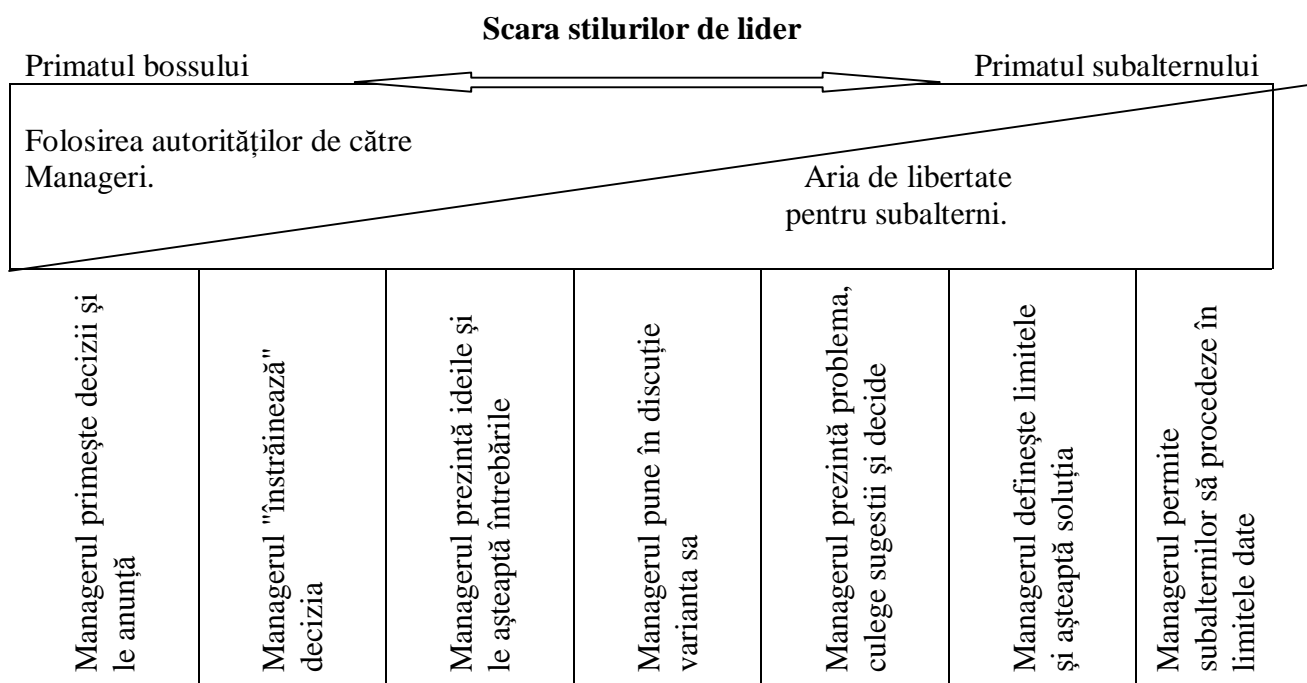 Scara stilurilor de lider
Primatul bossului
Primatul subalternului
Folosirea autorităților de către
Manageri.
Aria de libertate
pentru subalterni.
Managerul primește decizii și
le anunță
Managerul "înstrăinează"
decizia
Managerul prezintă ideile și
le așteaptă întrebările
Managerul pune în discuție
varianta sa
Managerul prezintă problema,
culege sugestii și decide
Managerul definește limitele
și așteaptă soluția
Managerul permite
subalternilor să procedeze în
limitele date